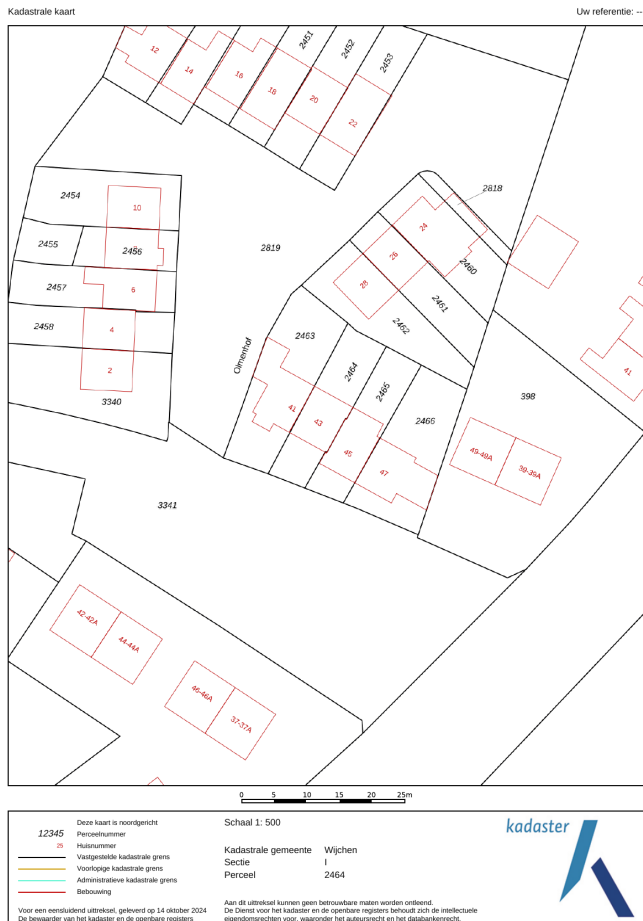 Kadastrale kaart
Uw referentie: --
2451
2452
2453
12
14
16
18
20
22
2454
10
2455
2456
2457
6
2458
4
2
3340
2819
2818
24
26
28
2460
2461
2462
Olmenhof
2463
2464
2465
2466
41
43
45
47
398
41
49-49A
39-39A
3341
42-42A
44-44A
46-46A
37-37A
0 5 10 15 20 25m
Deze kaart is noordgericht
12345 Perceelnummer
25 Huisnummer
Vastgestelde kadastrale grens
Voorlopige kadastrale grens
Administratieve kadastrale grens
Bebouwing
Voor een eensluidend uittreksel, geleverd op 14 oktober 2024
De bewaarder van het kadaster en de openbare registers
Schaal 1: 500
Kadastrale gemeente Wijchen
Sectie I
Perceel 2464
Aan dit uittreksel kunnen geen betrouwbare maten worden ontleend.
De Dienst voor het kadaster en de openbare registers behoudt zich de intellectuele
eigendomsrechten voor, waaronder het auteursrecht en het databankenrecht.
kadaster